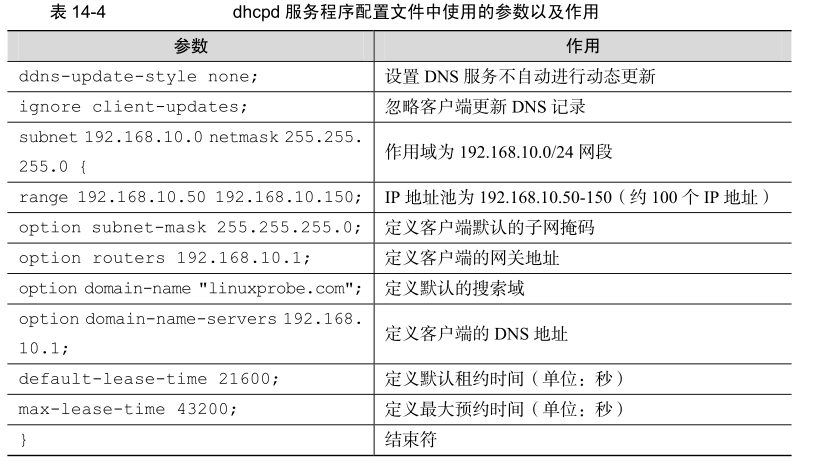 表 14-4 dhcpd 服务程序配置文件中使用的参数以及作用
参数 作用
ddns-update-style none; 设置 DNS 服务不自动进行动态更新
ignore client-updates; 忽略客户端更新 DNS 记录
subnet 192.168.10.0 netmask 255.255.
255.0 {
作用域为 192.168.10.0/24 网段
range 192.168.10.50 192.168.10.150; IP 地址池为 192.168.10.50-150（约 100 个 IP 地址）
option subnet-mask 255.255.255.0; 定义客户端默认的子网掩码
option routers 192.168.10.1; 定义客户端的网关地址
option domain-name "linuxprobe.com"; 定义默认的搜索域
option domain-name-servers 192.168.
10.1;
定义客户端的 DNS 地址
default-lease-time 21600; 定义默认租约时间（单位：秒）
max-lease-time 43200; 定义最大预约时间（单位：秒）
} 结束符